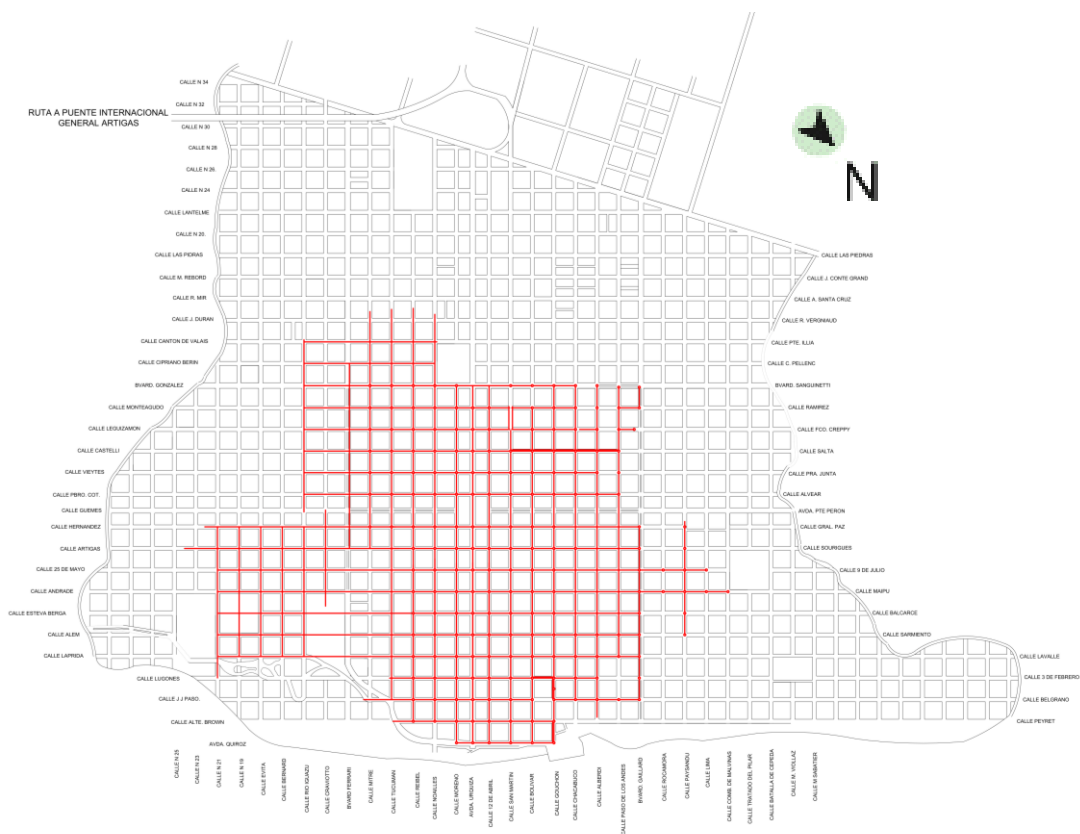 CALLE N 34
CALLE N 32
RUTA A PUENTE INTERNACIONAL
GENERAL ARTIGAS
CALLE N 30
CALLE N 28
CALLE N 26.
CALLE N 24
CALLE LANTELME
CALLE N 20.
CALLE LAS PIDRAS
CALLE M. REBORD
CALLE R. MIR
CALLE J. DURAN
CALLE CANTON DE VALAIS
CALLE CIPRIANO BERIN
BVARD. GONZALEZ
CALLE MONTEAGUDO
CALLE LEGUIZAMON
CALLE CASTELLI
CALLE VIEYTES
CALLE PBRO. COT.
CALLE GUEMES
CALLE HERNANDEZ
CALLE ARTIGAS
CALLE 25 DE MAYO
CALLE ANDRADE
CALLE ESTEVA BERGA
CALLE ALEM
CALLE LAPRIDA
CALLE LUGONES
CALLE J.J PASO.
CALLE ALTE. BROWN
AVDA. QUIROZ
N
CALLE LAS PIEDRAS
CALLE J. CONTE GRAND
CALLE A. SANTA CRUZ
CALLE R. VERGNIAUD
CALLE PTE. ILLIA
CALLE C. PELLENC
BVARD. SANGUINETTI
CALLE RAMIREZ
CALLE FCO. CREPPY
CALLE SALTA
CALLE PRA. JUNTA
CALLE ALVEAR
AVDA. PTE PERON
CALLE GRAL. PAZ
CALLE SOURIGUES
CALLE 9 DE JULIO
CALLE MAIPU
CALLE BALCARCE
CALLE SARMIENTO
CALLE LAVALLE
CALLE 3 DE FEBRERO
CALLE BELGRANO
CALLE PEYRET
CALLE N 25
CALLE N 23
CALLE N 21
CALLE N 19
CALLE EVITA
CALLE BERNARD
CALLE RIO IGUAZU
CALLE CRAVIOTTO
BVARD FERRARI
CALLE MITRE
CALLE TUCUMAN
CALLE REIBEL
CALLE NOAILLES
CALLE MORENO
AVDA. URQUIZA
CALLE 12 DE ABRIL
CALLE SAN MARTIN
CALLE BOLIVAR
CALLE GOUCHON
CALLE CHACABUCO
CALLE ALBERDI
CALLE PASO DE LOS ANDES
BVARD. GAILLARD
CALLE ROCAMORA
CALLE PAYSANDU
CALLE LIMA
CALLE COMB. DE MALVINAS
CALLE TRATADO DEL PILAR
CALLE BATALLA DE CEPEDA
CALLE M. VIOLLAZ
CALLE M SABATIER